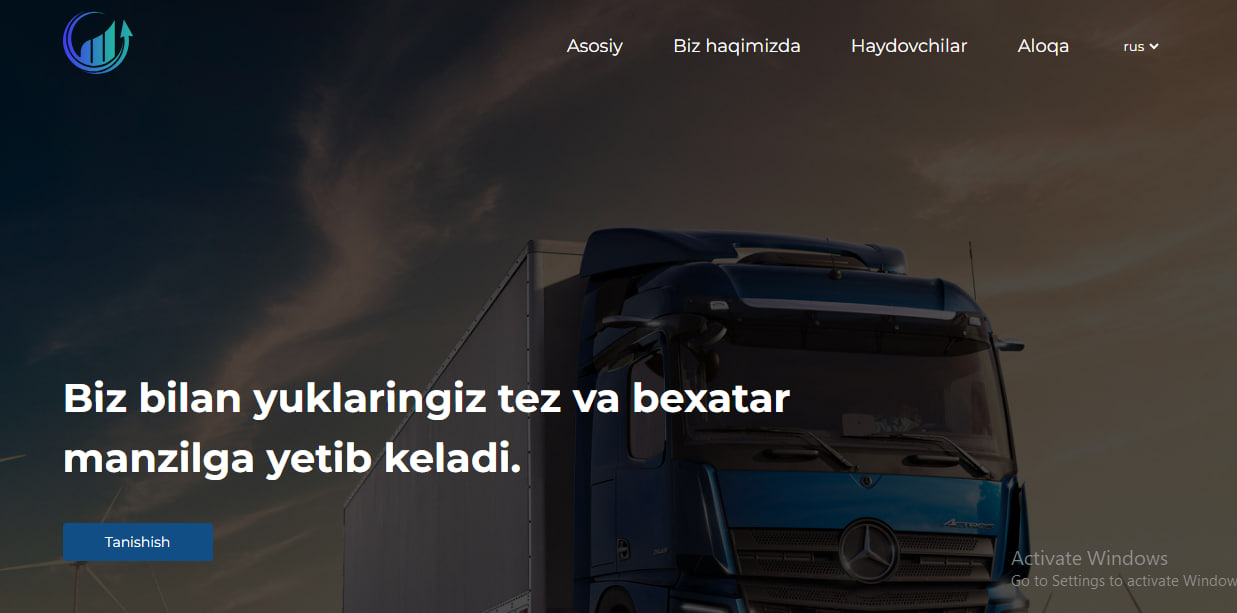 Asosiy Biz haqimizda Haydovchilar Aloqa rus
Biz bilan yuklaringiz tez va bexatar
manzilga yetib keladi.
Tanishish
ACTROS
Activate Windows
Go to Settings to activate Window